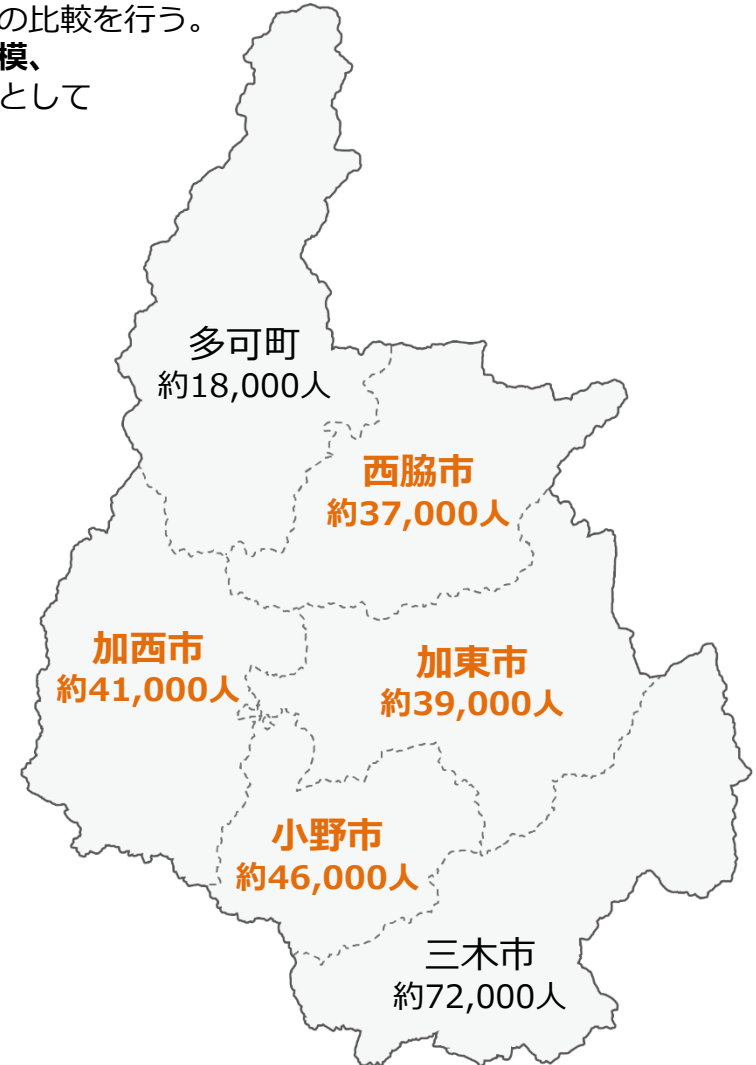 の比較を行う。
模、
として
多可町
約18,000人
西脇市
約37,000人
加西市
約41,000人
加東市
約39,000人
小野市
約46,000人
三木市
約72,000人